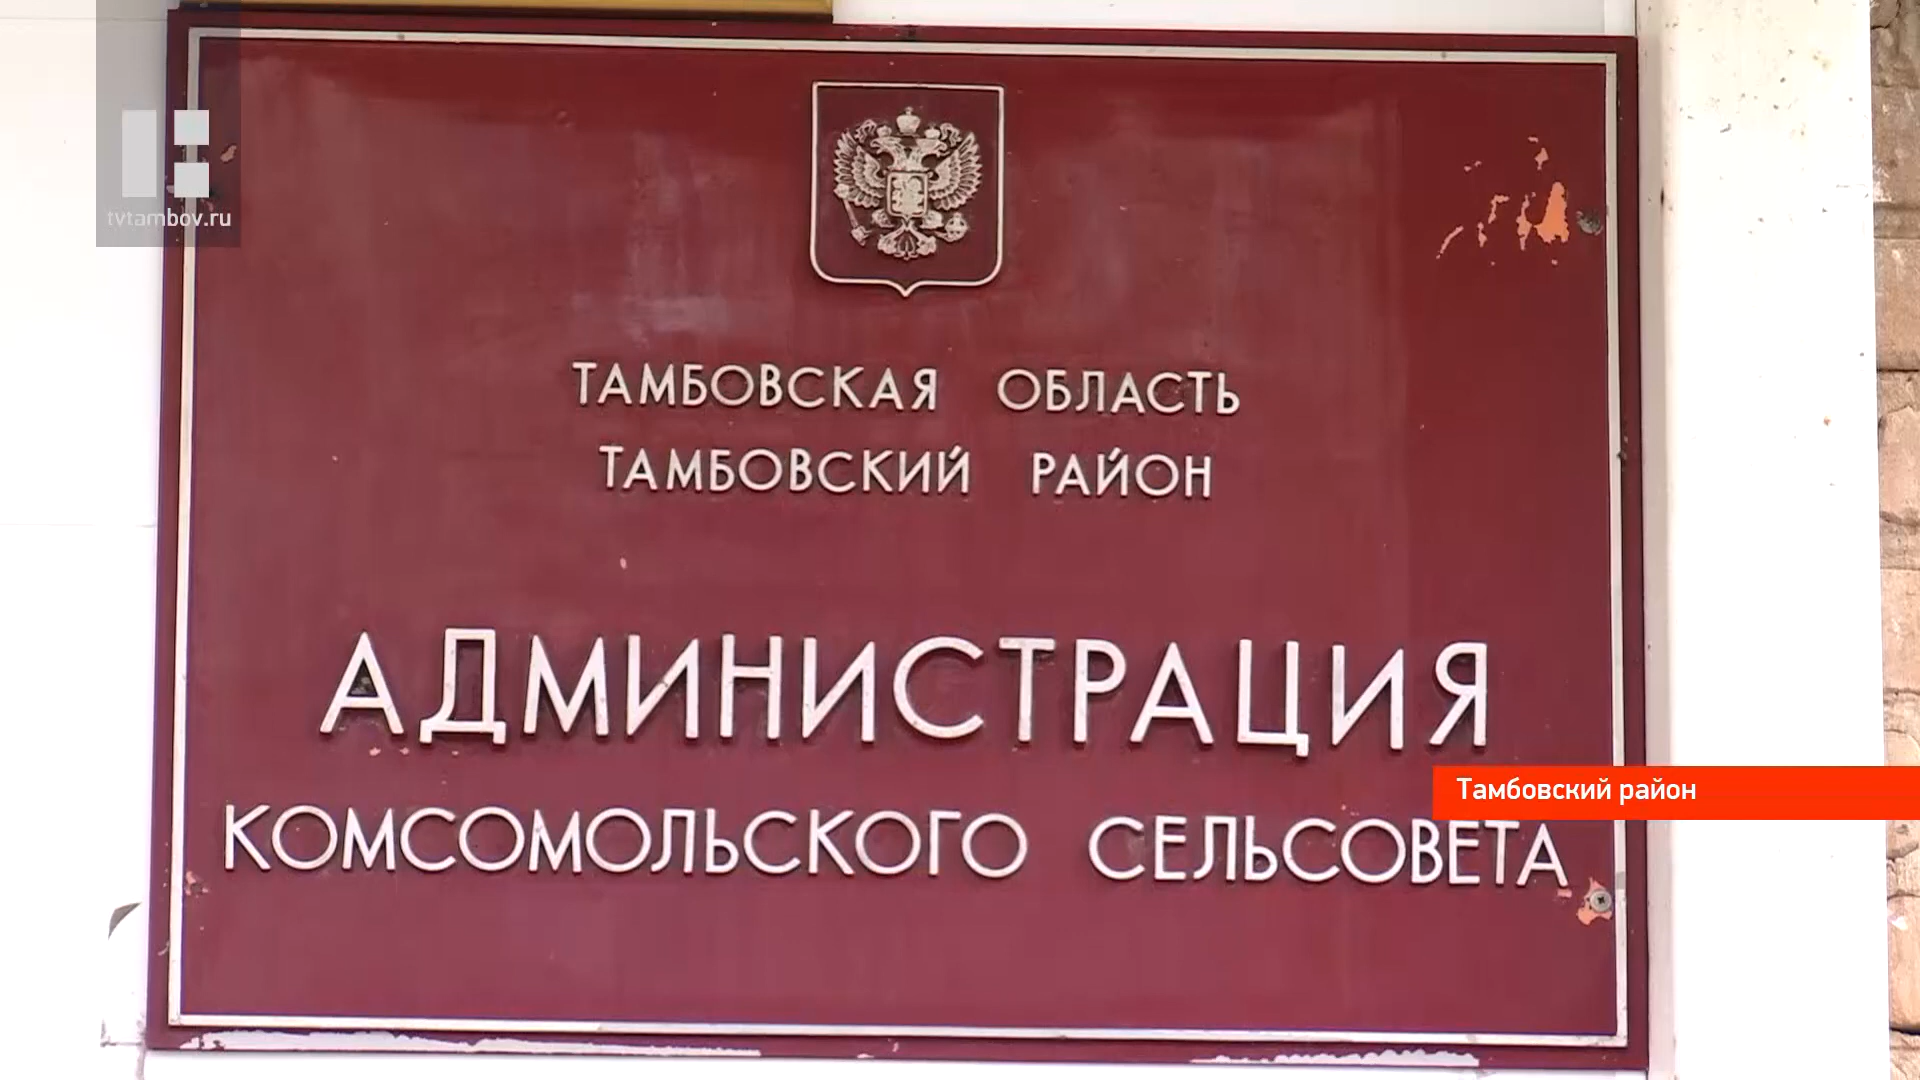 tvtambov.ru
ТАМБОВСКАЯ ОБЛАСТЬ
ТАМБОВСКИЙ РАЙОН
АДМИНИСТРАЦИЯ
Тамбовский район
КОМСОМОЛЬСКОГО СЕЛЬСОВЕТА